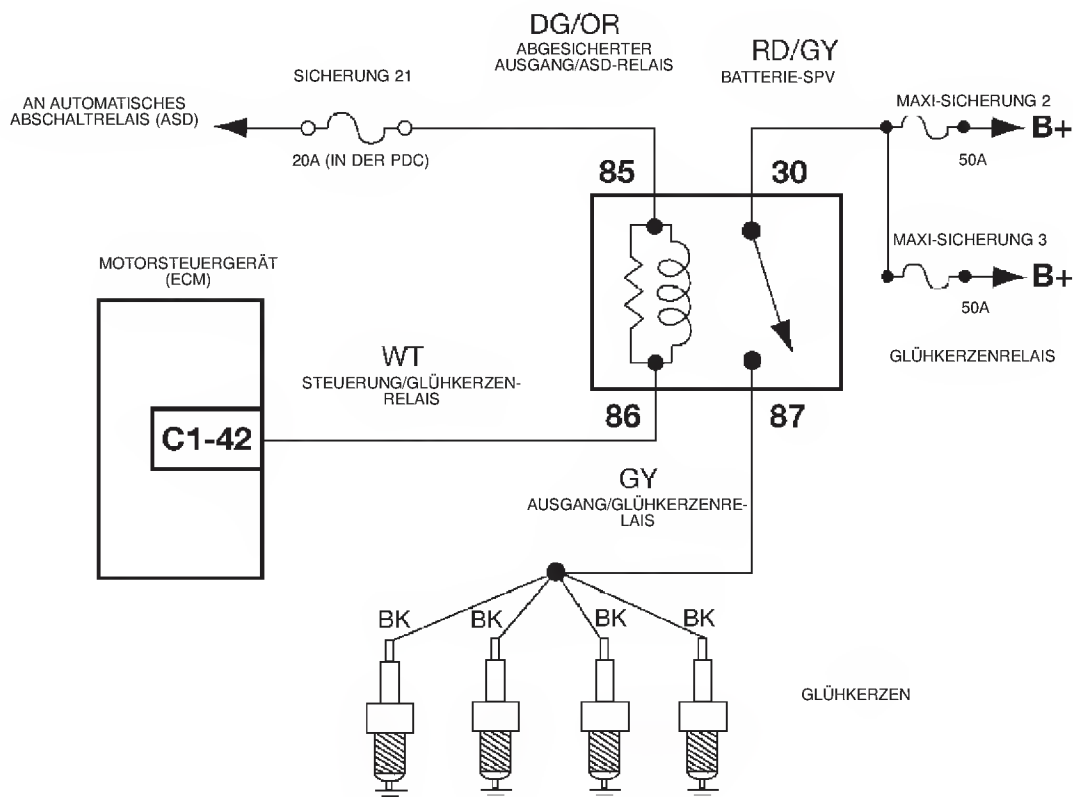 DG/OR
ABGESICHERTER
AUSGANG/ASD-RELAIS
RD/GY
BATTERIE-SPV
SICHERUNG 21
AN AUTOMATISCHES
ABSCHALTRELAIS (ASD)
20A (IN DER PDC)
MAXI-SICHERUNG 2
B+
50A
85
30
MAXI-SICHERUNG 3
B+
50A
GLÜHKERZENRELAIS
MOTORSTEUERGERÄT
(ECM)
WT
STEUERUNG/GLÜHKERZEN-
RELAIS
C1-42
86
87
GY
AUSGANG/GLÜHKERZENRE-
LAIS
BK
BK
BK
BK
GLÜHKERZEN